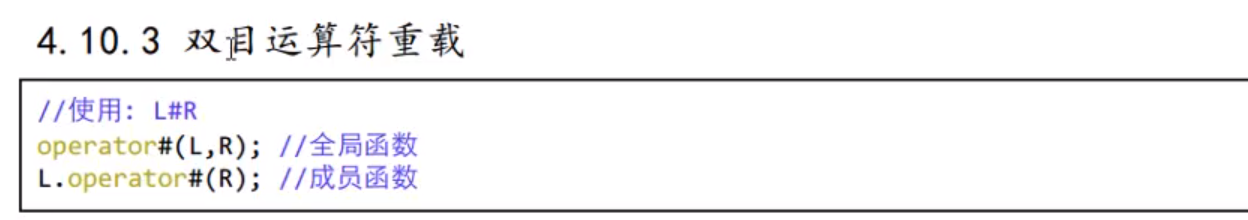 4.10.3 双目运算符重载
//使用: L#R
operator#(L,R); //全局函数
L.operator#(R); //成员函数